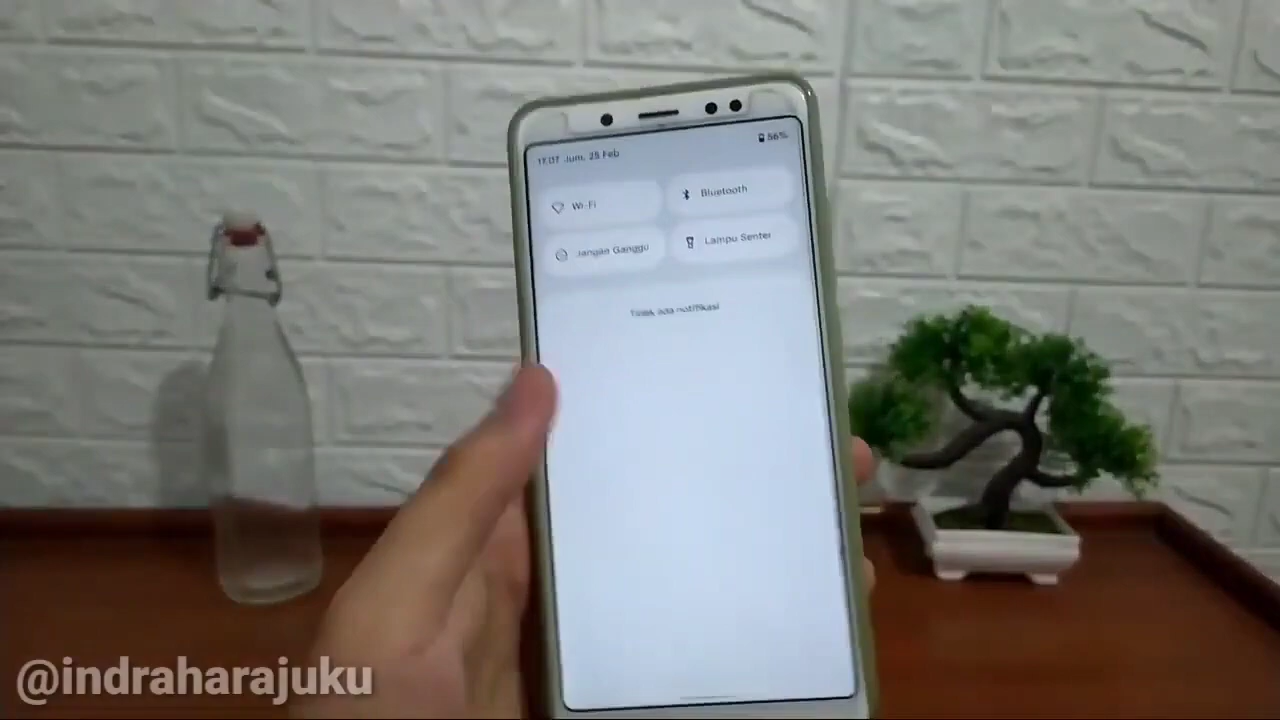 17.07 Jum, 25 Feb
56%
Wi-Fi
Bluetooth
Jangan Ganggu
Lampu Senter
Tidak ada notifikasi
@indraharajuku